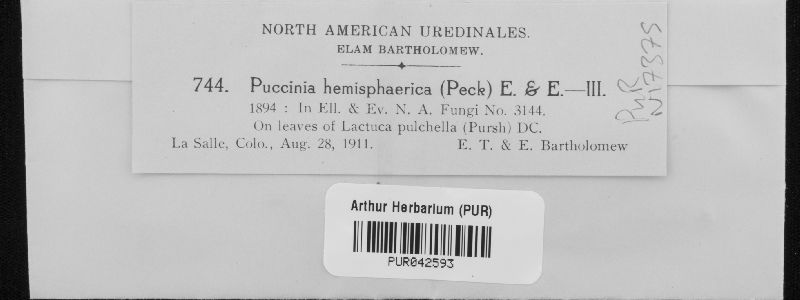 NORTH AMERICAN UREDINALES.
ELAM BARTHOLOMEW.
744. Puccinia hemisphaerica (Peck) E. & E.—III.
1894 : In Ell. & Ev. N. A. Fungi No. 3144.
On leaves of Lactuca pulchella (Pursh) DC.
La Salle, Colo., Aug. 28, 1911. E. T. & E. Bartholomew
PUR
N17375
Arthur Herbarium (PUR)
PUR042593